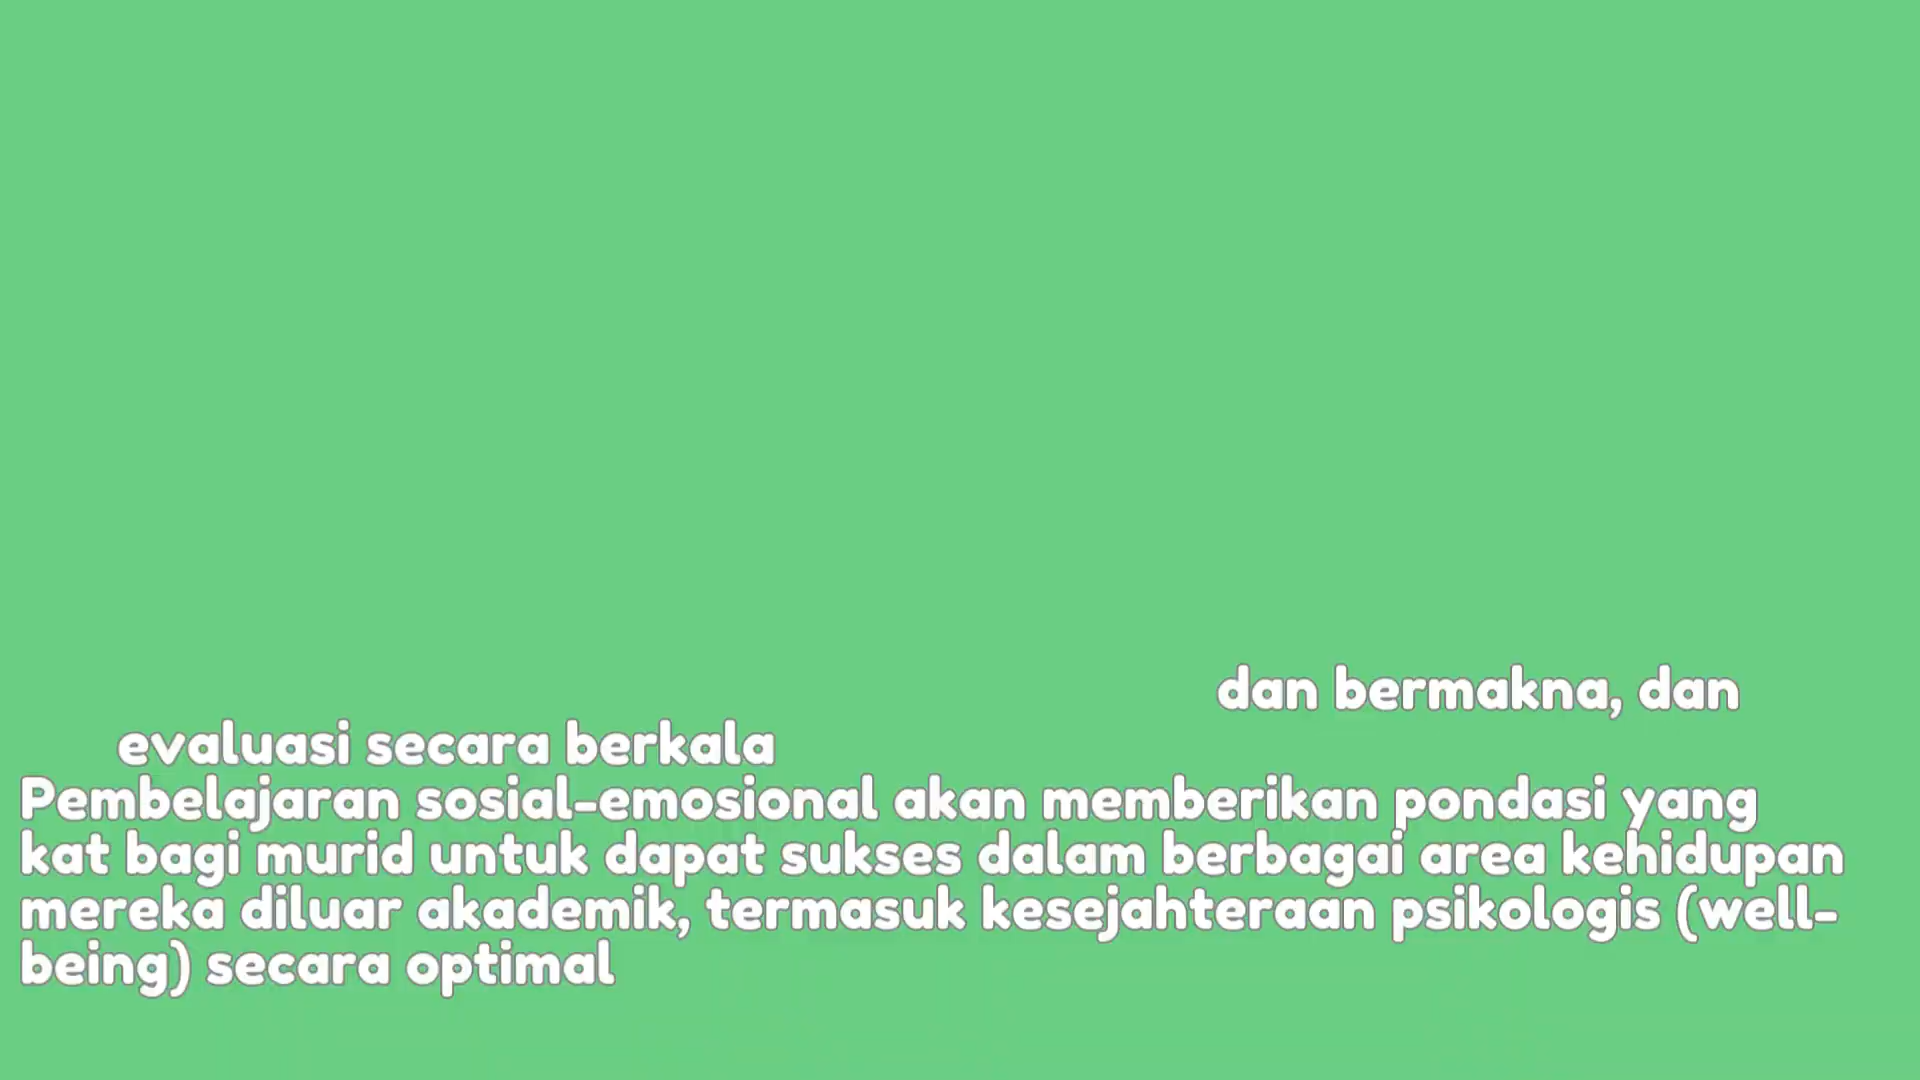 dan bermakna, dan
evaluasi secara berkala
Pembelajaran sosial-emosional akan memberikan pondasi yang
kat bagi murid untuk dapat sukses dalam berbagai area kehidupan
mereka diluar akademik, termasuk kesejahteraan psikologis (well-
being) secara optimal